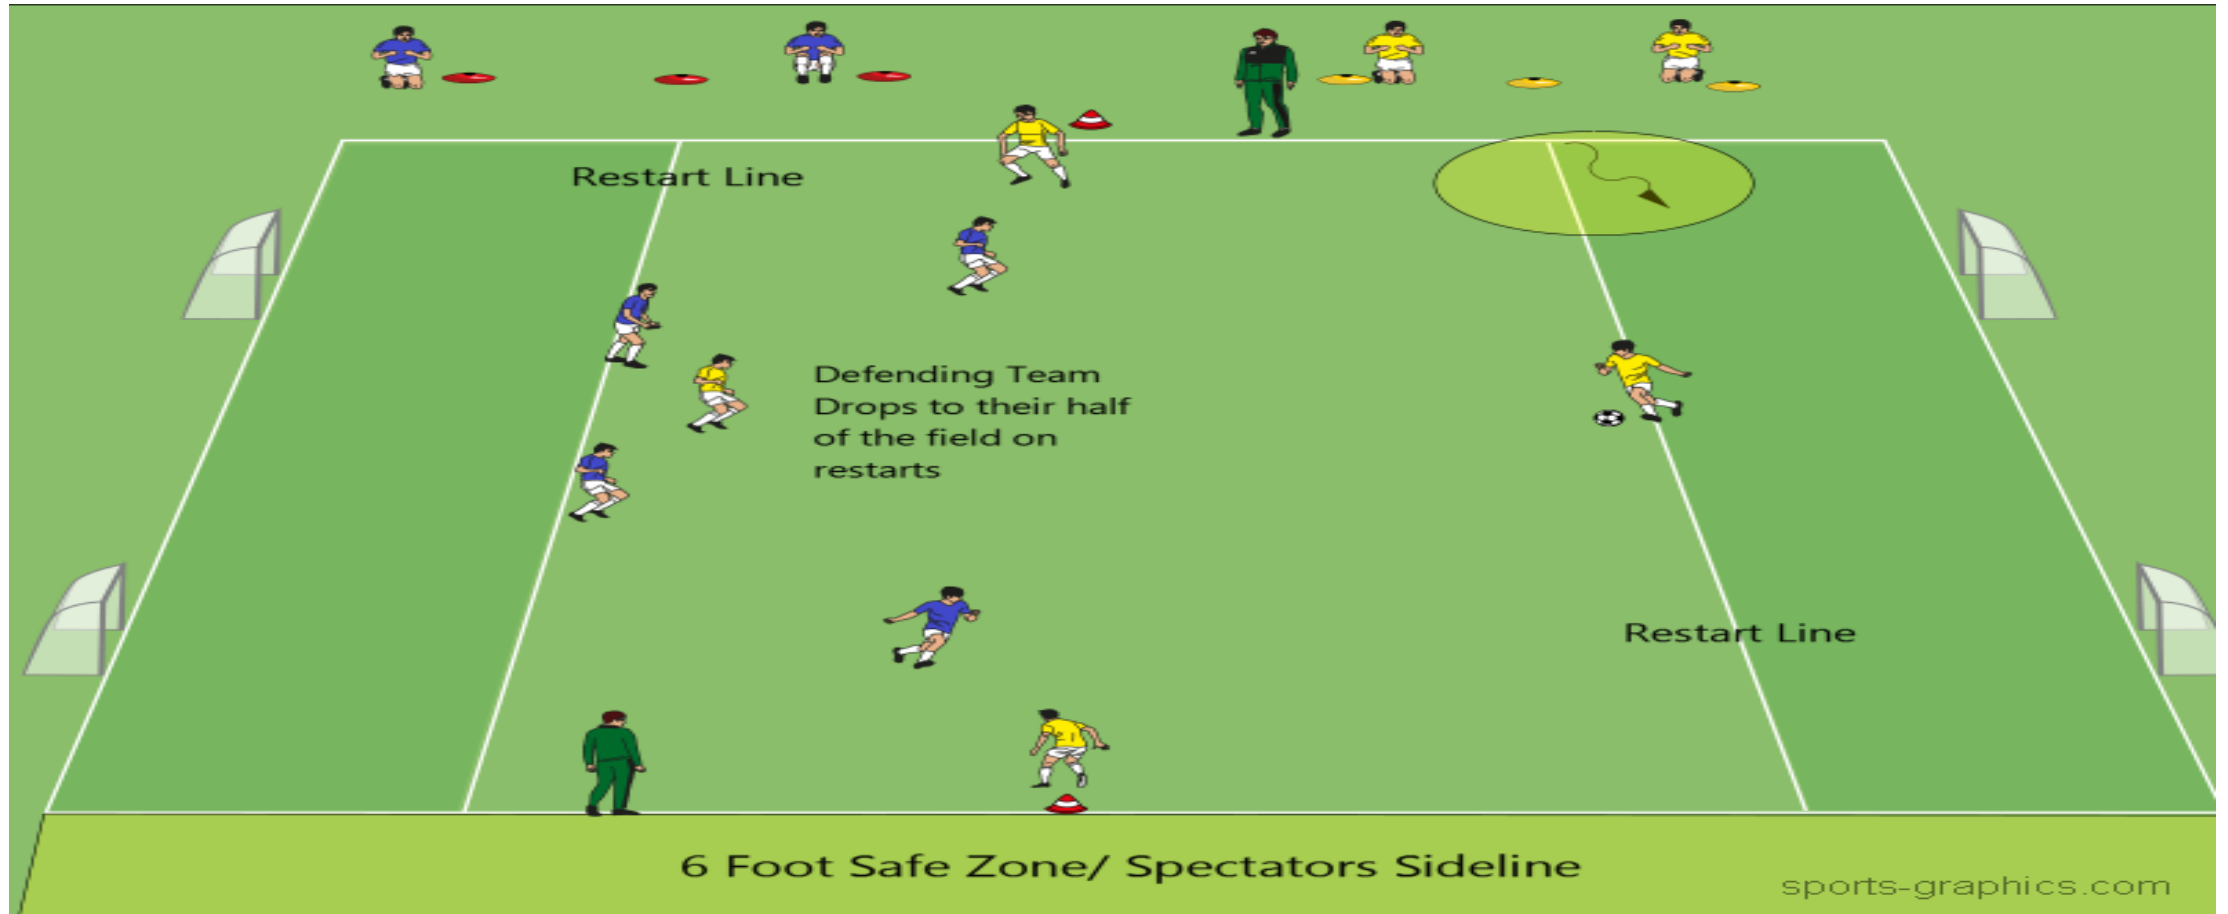 Restart Line
Defending Team
Drops to their half
of the field on
restarts
Restart Line
6 Foot Safe Zone/ Spectators Sideline
sports-graphics.com